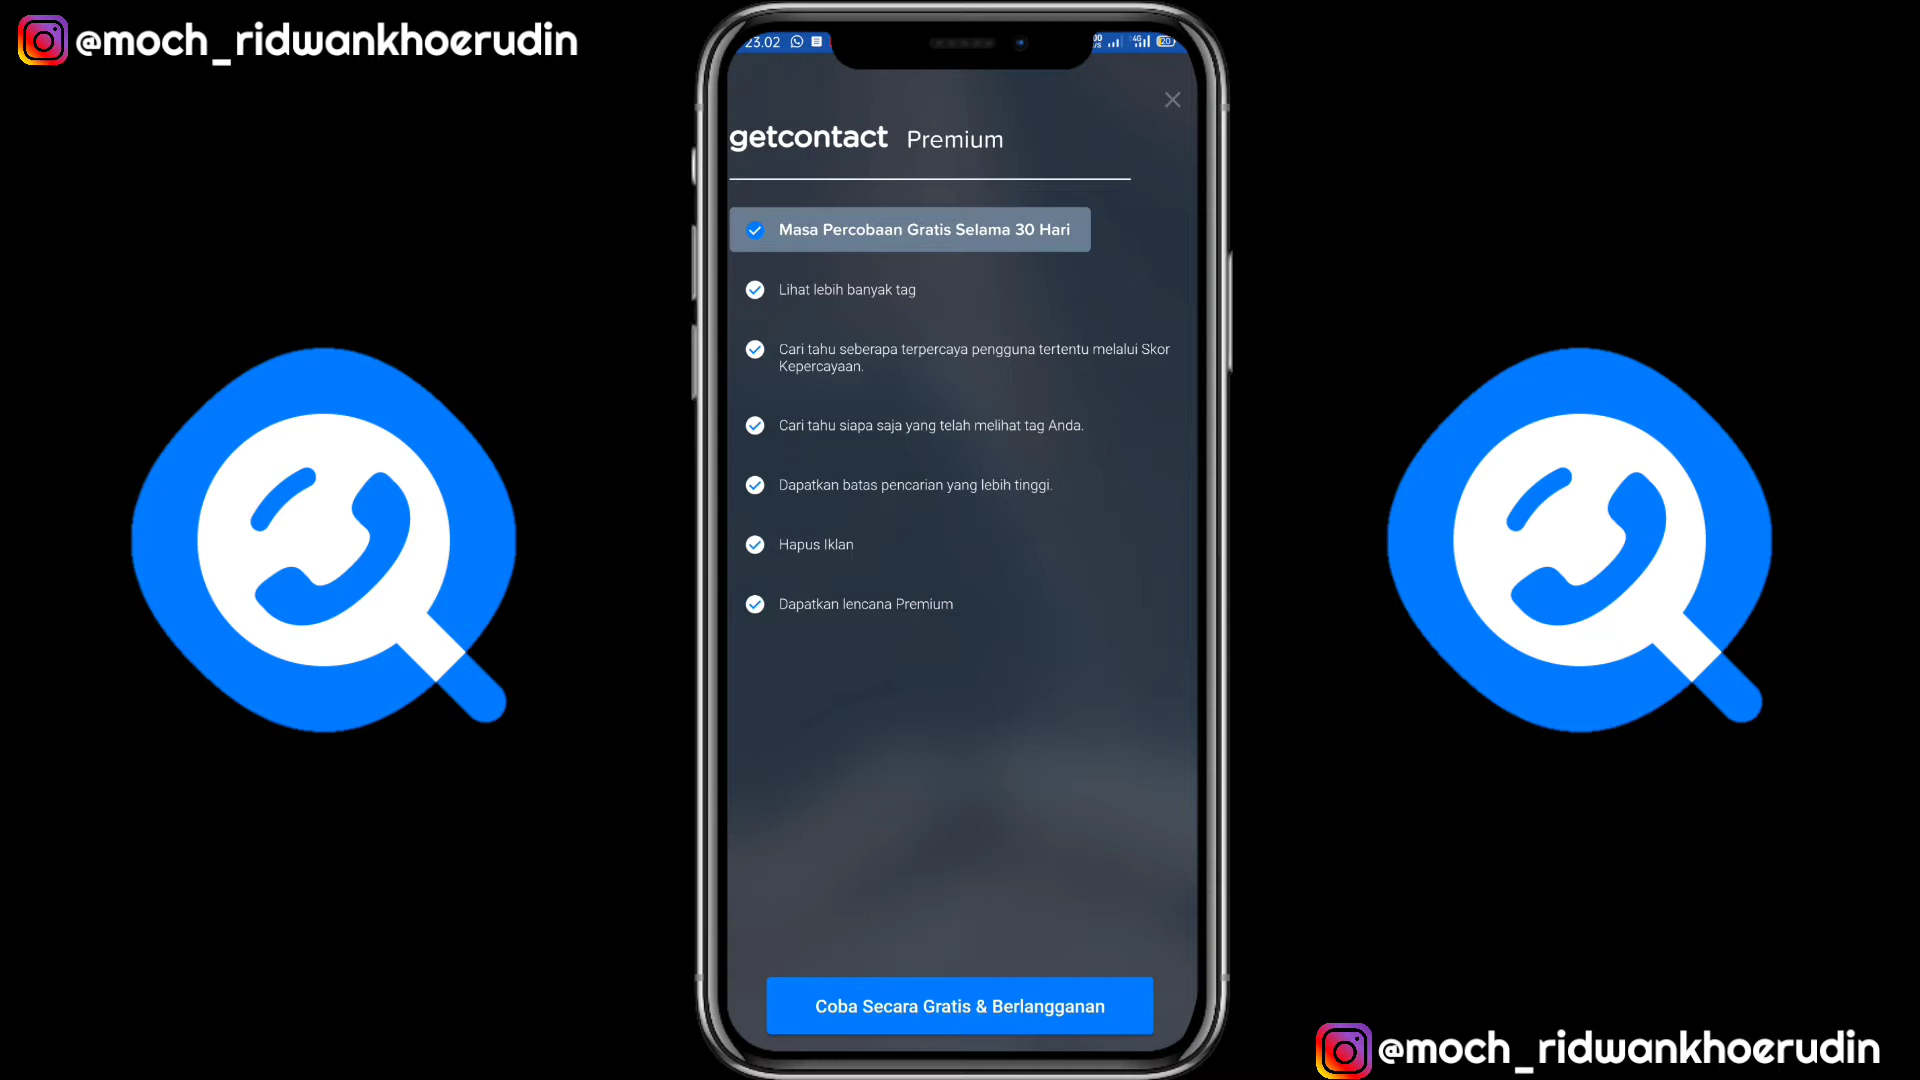 @moch_ridwankhoerudin
23.02
20
getcontact Premium
Masa Percobaan Gratis Selama 30 Hari
Lihat lebih banyak tag
Cari tahu seberapa terpercaya pengguna tertentu melalui Skor
Kepercayaan.
Cari tahu siapa saja yang telah melihat tag Anda.
Dapatkan batas pencarian yang lebih tinggi.
Hapus Iklan
Dapatkan lencana Premium
Coba Secara Gratis & Berlangganan
@moch_ridwankhoerudin